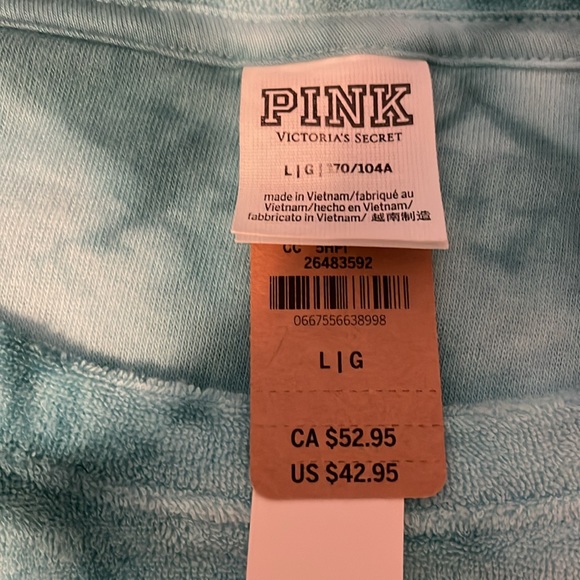 PINK
VICTORIA'S SECRET
L | G | 170/104A
made in Vietnam/fabriqué au
Vietnam/hecho en Vietnam/
fabbricato in Vietnam/ 越南制造
26483592
0667556638998
L | G
CA $52.95
US $42.95